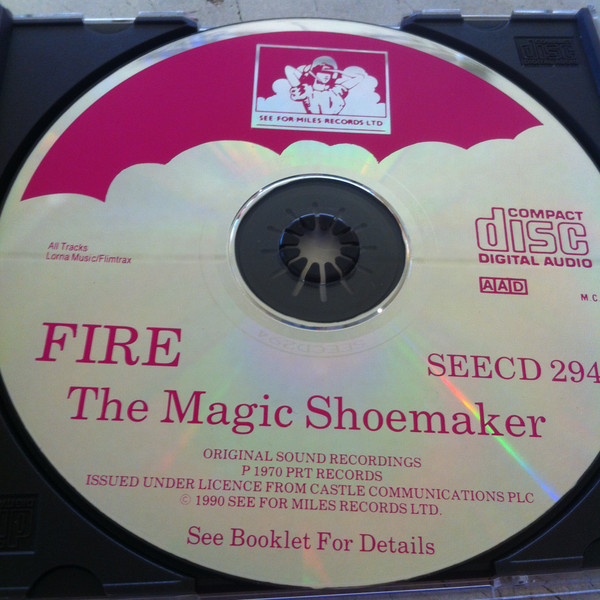 SEE FOR MILES RECORDS LTD
All Tracks
Lorna Music/Flimtrax
COMPACT
disc
DIGITAL AUDIO
AAD
M.C.
FIRE
SEECD 294
The Magic Shoemaker
ORIGINAL SOUND RECORDINGS
P 1970 PRT RECORDS
ISSUED UNDER LICENCE FROM CASTLE COMMUNICATIONS PLC
© 1990 SEE FOR MILES RECORDS LTD.
See Booklet For Details